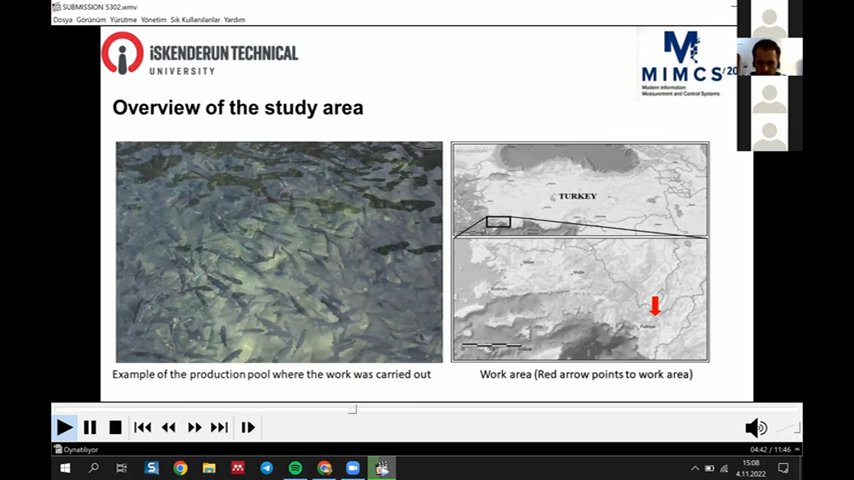 SUBMISSION 5302.wmv
Dosya Görünüm Yürütme Yönetim Sık Kullanılanlar Yardım
İSKENDERUN TECHNICAL
UNIVERSITY
MIMCS/20
Modern information
Measurement and Control Systems
Overview of the study area
TURKEY
Example of the production pool where the work was carried out
Work area (Red arrow points to work area)
Oynatılıyor
04:42 / 11:46
15:08
4.11.2022